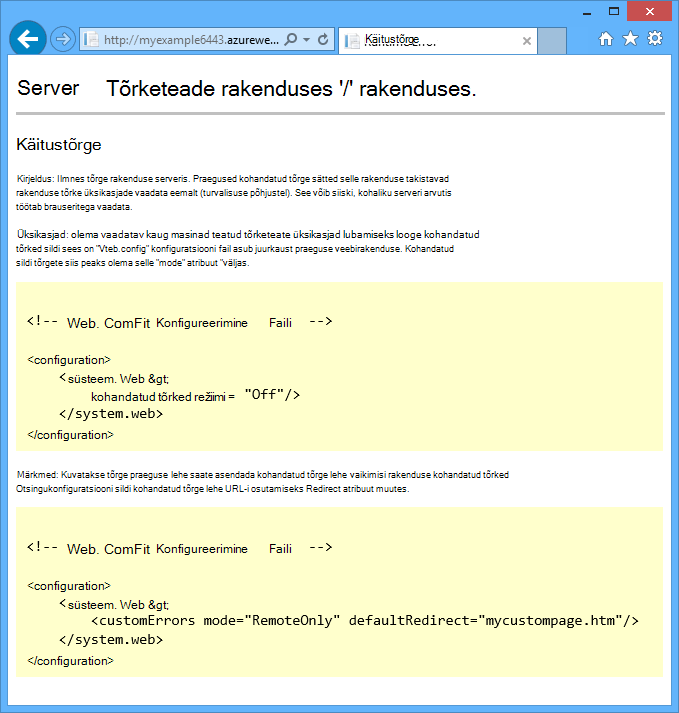 http://myexample6443.azurewe...
Käitustõrge
Server Tõrketeade rakenduses '/' rakenduses.
Käitustõrge
Kirjeldus: Ilmnes tõrge rakenduse serveris. Praegused kohandatud tõrge sätted selle rakenduse takistavad
rakenduse tõrke üksikasjade vaadata eemalt (turvalisuse põhjustel). See võib siiski, kohaliku serveri arvutis
töötab brauseritega vaadata.
Üksikasjad: olema vaadatav kaug masinad teatud tõrketeate üksikasjad lubamiseks looge kohandatud
tõrked sildi sees on "Vteb.config" konfiguratsiooni fail asub juurkaust praeguse veebirakenduse. Kohandatud
sildi tõrgete siis peaks olema selle "mode" atribuut "väljas.
<!-- Web. ComFit Konfigureerimine Faili -->
<configuration>
<süsteem. Web &gt;
kohandatud tõrked režiimi = "Off"/>
</system.web>
</configuration>
Märkmed: Kuvatakse tõrge praeguse lehe saate asendada kohandatud tõrge lehe vaikimisi rakenduse kohandatud tõrked
Otsingukonfiguratsiooni sildi kohandatud tõrge lehe URL-i osutamiseks Redirect atribuut muutes.
<!-- Web. ComFit Konfigureerimine Faili -->
<configuration>
<süsteem. Web &gt;
<customErrors mode="RemoteOnly" defaultRedirect="mycustompage.htm"/>
</system.web>
</configuration>